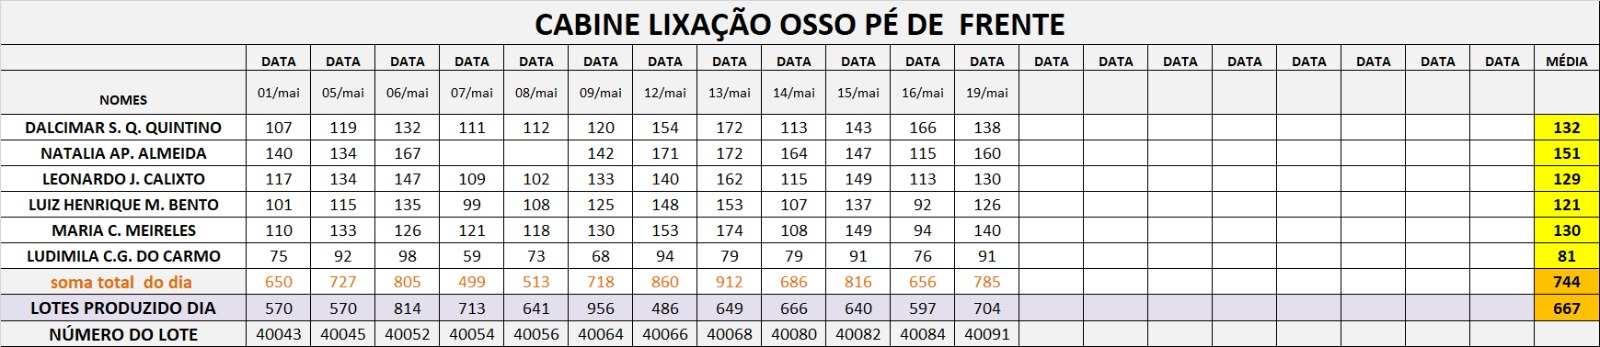 CABINE LIXAÇÃO OSSO PÉ DE FRENTE
DATA DATA DATA DATA DATA DATA DATA DATA DATA DATA DATA DATA DATA DATA DATA DATA DATA DATA DATA DATA MÉDIA
NOMES 01/mai 05/mai 06/mai 07/mai 08/mai 09/mai 12/mai 13/mai 14/mai 15/mai 16/mai 19/mai
DALCIMAR S. Q. QUINTINO 107 119 132 111 112 120 154 172 113 143 166 138 132
NATALIA AP. ALMEIDA 140 134 167 142 171 172 164 147 115 160 151
LEONARDO J. CALIXTO 117 134 147 109 102 133 140 162 115 149 113 130 129
LUIZ HENRIQUE M. BENTO 101 115 135 99 108 125 148 153 107 137 92 126 121
MARIA C. MEIRELES 110 133 126 121 118 130 153 174 108 149 94 140 130
LUDIMILA C.G. DO CARMO 75 92 98 59 73 68 94 79 79 91 76 91 81
soma total do dia 650 727 805 499 513 718 860 912 686 816 656 785 744
LOTES PRODUZIDO DIA 570 570 814 713 641 956 486 649 666 640 597 704 667
NÚMERO DO LOTE 40043 40045 40052 40054 40056 40064 40066 40068 40080 40082 40084 40091